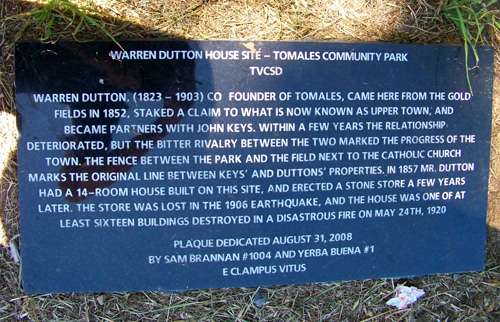 WARREN DUTTON HOUSE SITE – TOMALES COMMUNITY PARK
TVCSD
WARREN DUTTON, (1823 – 1903) CO FOUNDER OF TOMALES, CAME HERE FROM THE GOLD
FIELDS IN 1852, STAKED A CLAIM TO WHAT IS NOW KNOWN AS UPPER TOWN, AND
BECAME PARTNERS WITH JOHN KEYS. WITHIN A FEW YEARS THE RELATIONSHIP
DETERIORATED, BUT THE BITTER RIVALRY BETWEEN THE TWO MARKED THE PROGRESS OF THE
TOWN. THE FENCE BETWEEN THE PARK AND THE FIELD NEXT TO THE CATHOLIC CHURCH
MARKS THE ORIGINAL LINE BETWEEN KEYS' AND DUTTONS' PROPERTIES. IN 1857 MR. DUTTON
HAD A 14-ROOM HOUSE BUILT ON THIS SITE, AND ERECTED A STONE STORE A FEW YEARS
LATER. THE STORE WAS LOST IN THE 1906 EARTHQUAKE, AND THE HOUSE WAS ONE OF AT
LEAST SIXTEEN BUILDINGS DESTROYED IN A DISASTROUS FIRE ON MAY 24TH, 1920
PLAQUE DEDICATED AUGUST 31, 2008
BY SAM BRANNAN #1004 AND YERBA BUENA #1
E CLAMPUS VITUS